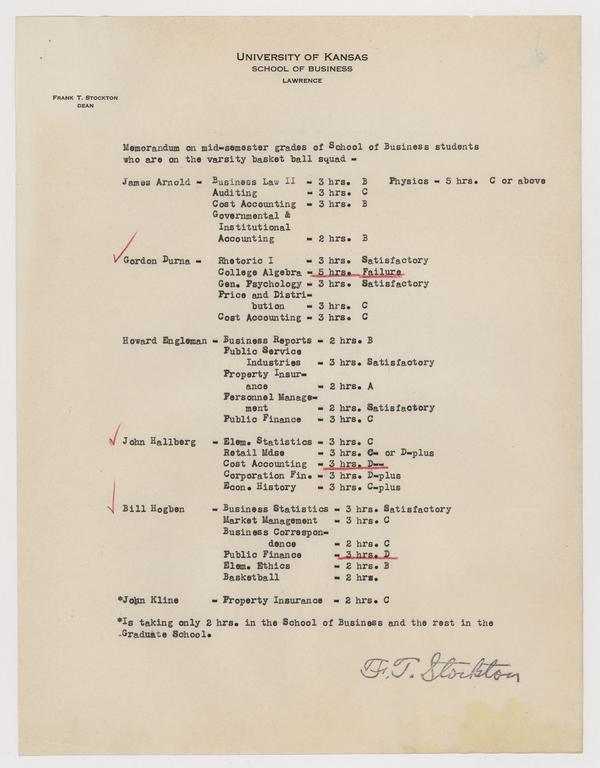 UNIVERSITY OF KANSAS
SCHOOL OF BUSINESS
LAWRENCE
FRANK T. STOCKTON
DEAN
Memorandum on mid-semester grades of School of Business students
who are on the varsity basket ball squad -
James Arnold - Business Law II - 3 hrs. B Physics - 5 hrs. C or above
Auditing - 3 hrs. C
Cost Accounting - 3 hrs. B
Governmental &
Institutional
Accounting - 2 hrs. B
Gordon Durna - Rhetoric I - 3 hrs. Satisfactory
College Algebra - 5 hrs. Failure
Gen. Psychology - 3 hrs. Satisfactory
Price and Distri-
bution - 3 hrs. C
Cost Accounting - 3 hrs. C
Howard Engleman - Business Reports - 2 hrs. B
Public Service
Industries - 3 hrs. Satisfactory
Property Insur-
ance - 2 hrs. A
Personnel Manage-
ment - 2 hrs. Satisfactory
Public Finance - 3 hrs. C
John Hallberg - Elem. Statistics - 3 hrs. C
Retail Mdse - 3 hrs. C- or D-plus
Cost Accounting - 3 hrs. D--
Corporation Fin. - 3 hrs. D-plus
Econ. History - 3 hrs. C-plus
Bill Hogben - Business Statistics - 3 hrs. Satisfactory
Market Management - 3 hrs. C
Business Correspon-
dence - 2 hrs. C
Public Finance - 3 hrs. D
Elem. Ethics - 2 hrs. B
Basketball - 2 hrs.
*John Kline - Property Insurance - 2 hrs. C
*Is taking only 2 hrs. in the School of Business and the rest in the
Graduate School.
F. T. Stockton